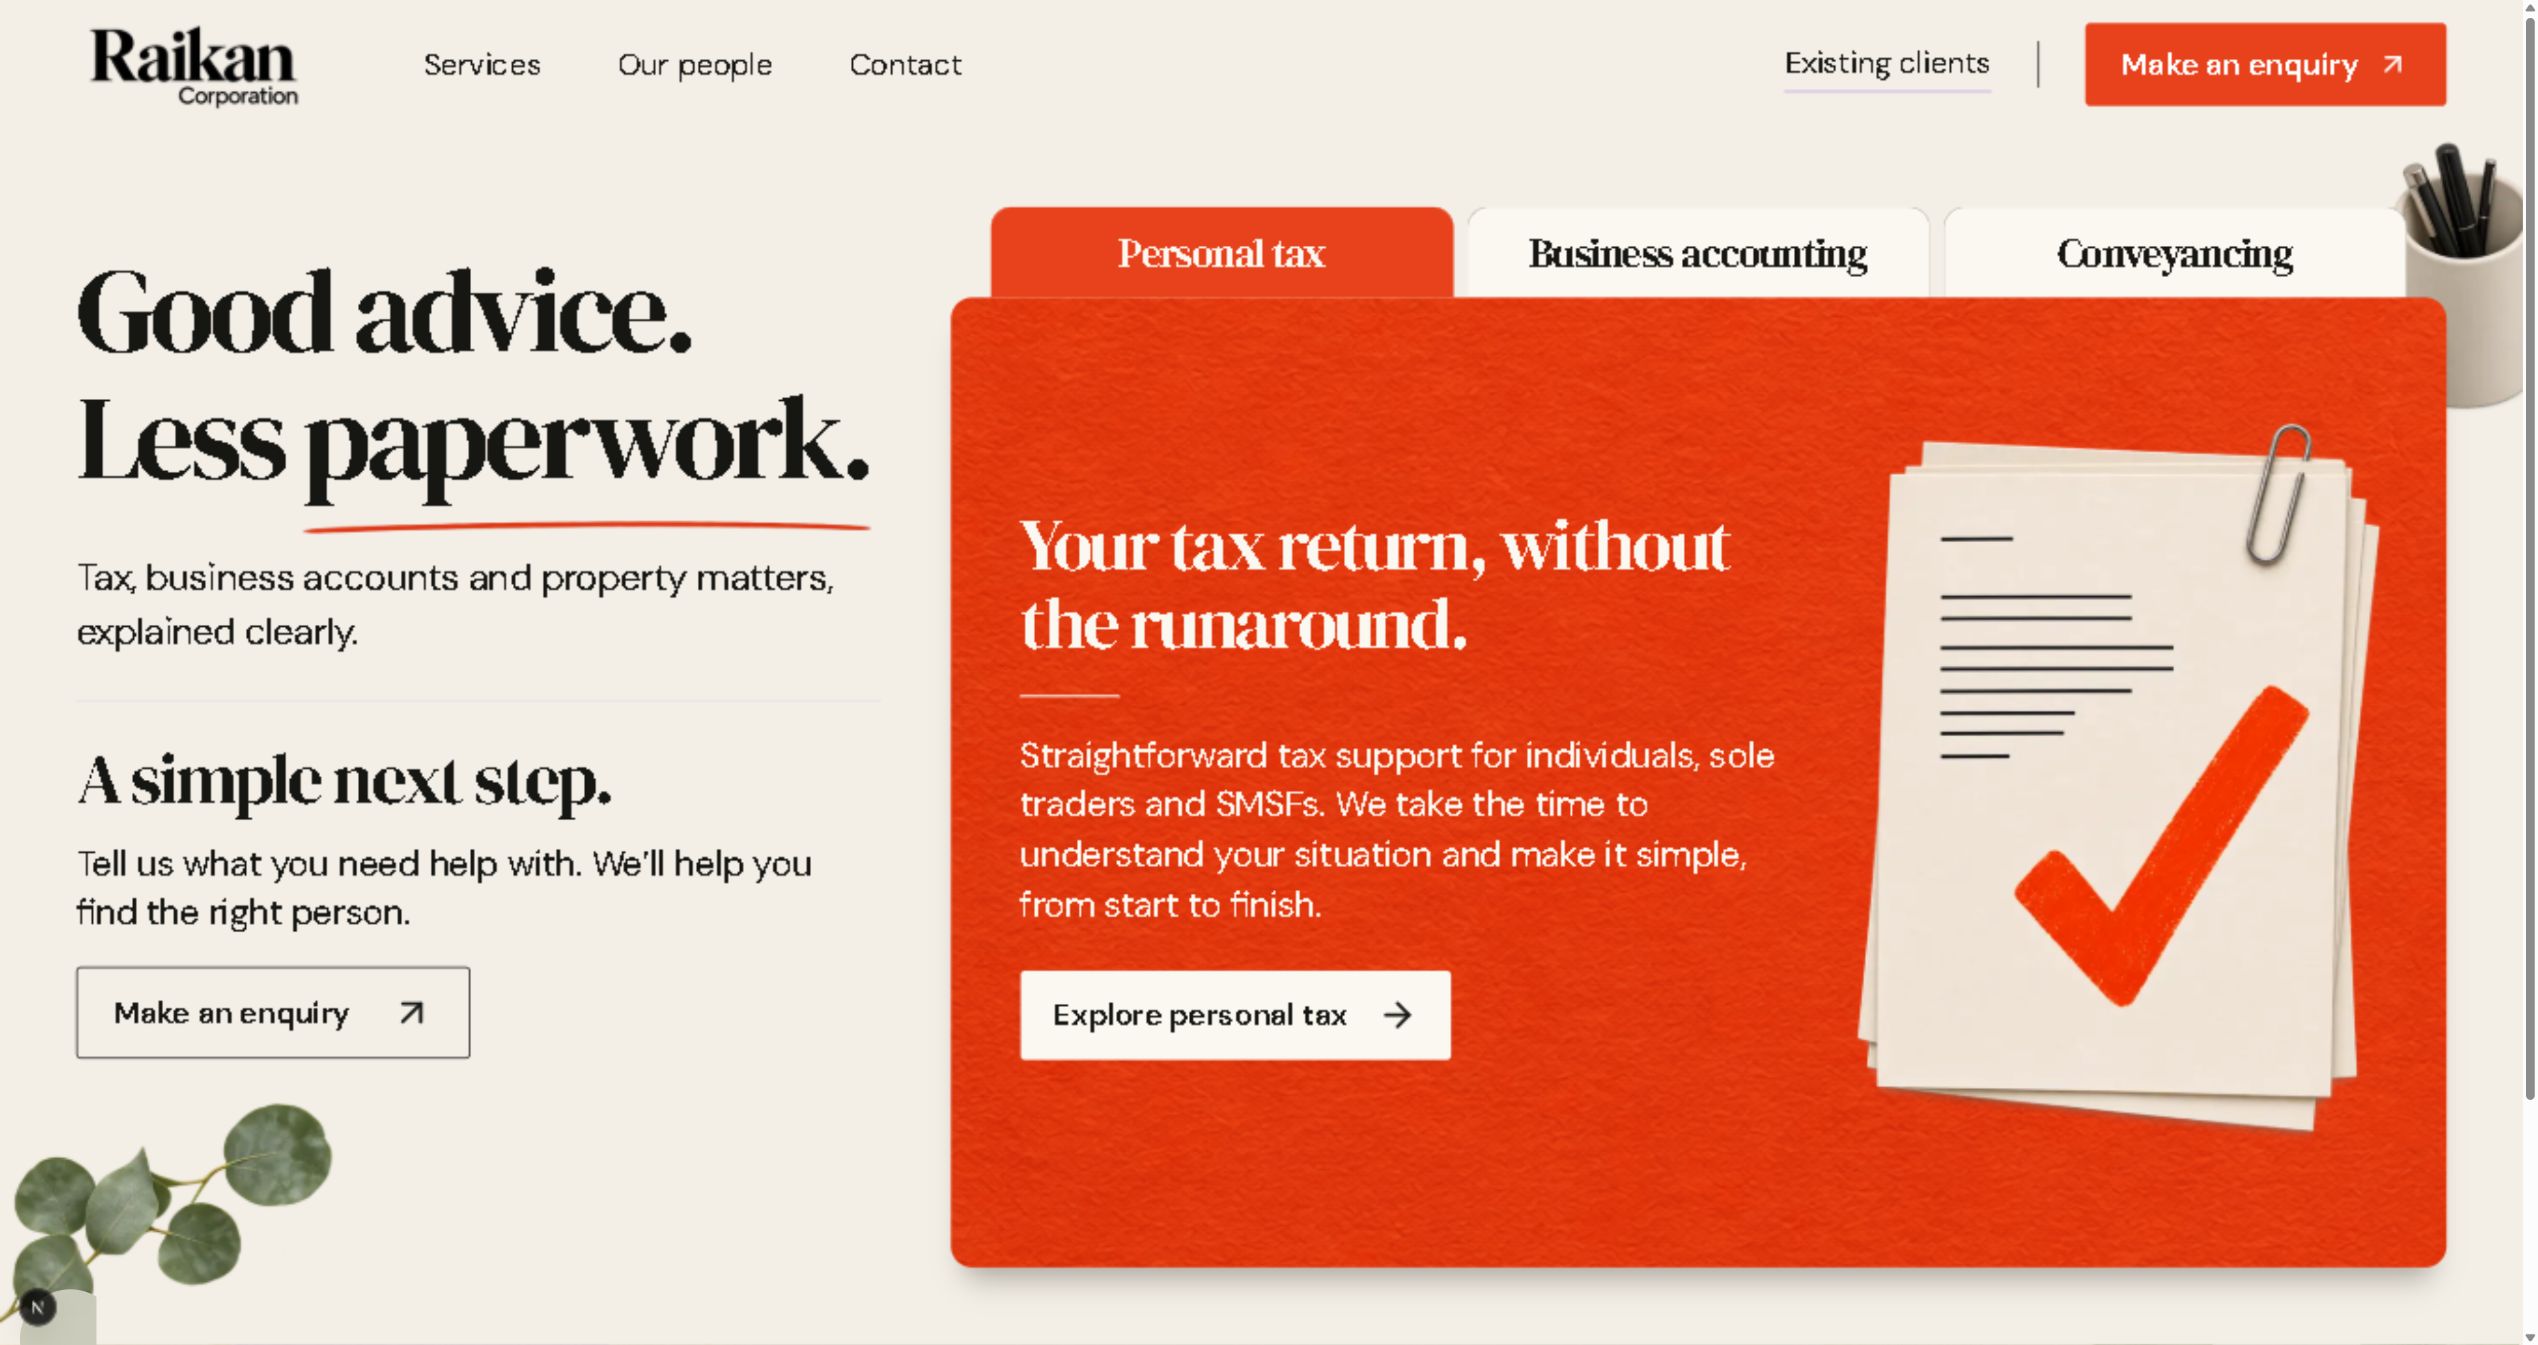 Raikan
Corporation
Services
Our people
Contact
Existing clients
Make an enquiry
Good advice.
Less paperwork.
Tax, business accounts and property matters,
explained clearly.
A simple next step.
Tell us what you need help with. We'll help you
find the right person.
Make an enquiry
Personal tax
Business accounting
Conveyancing
Your tax return, without
the runaround.
Straightforward tax support for individuals, sole
traders and SMSFs. We take the time to
understand your situation and make it simple,
from start to finish.
Explore personal tax
N